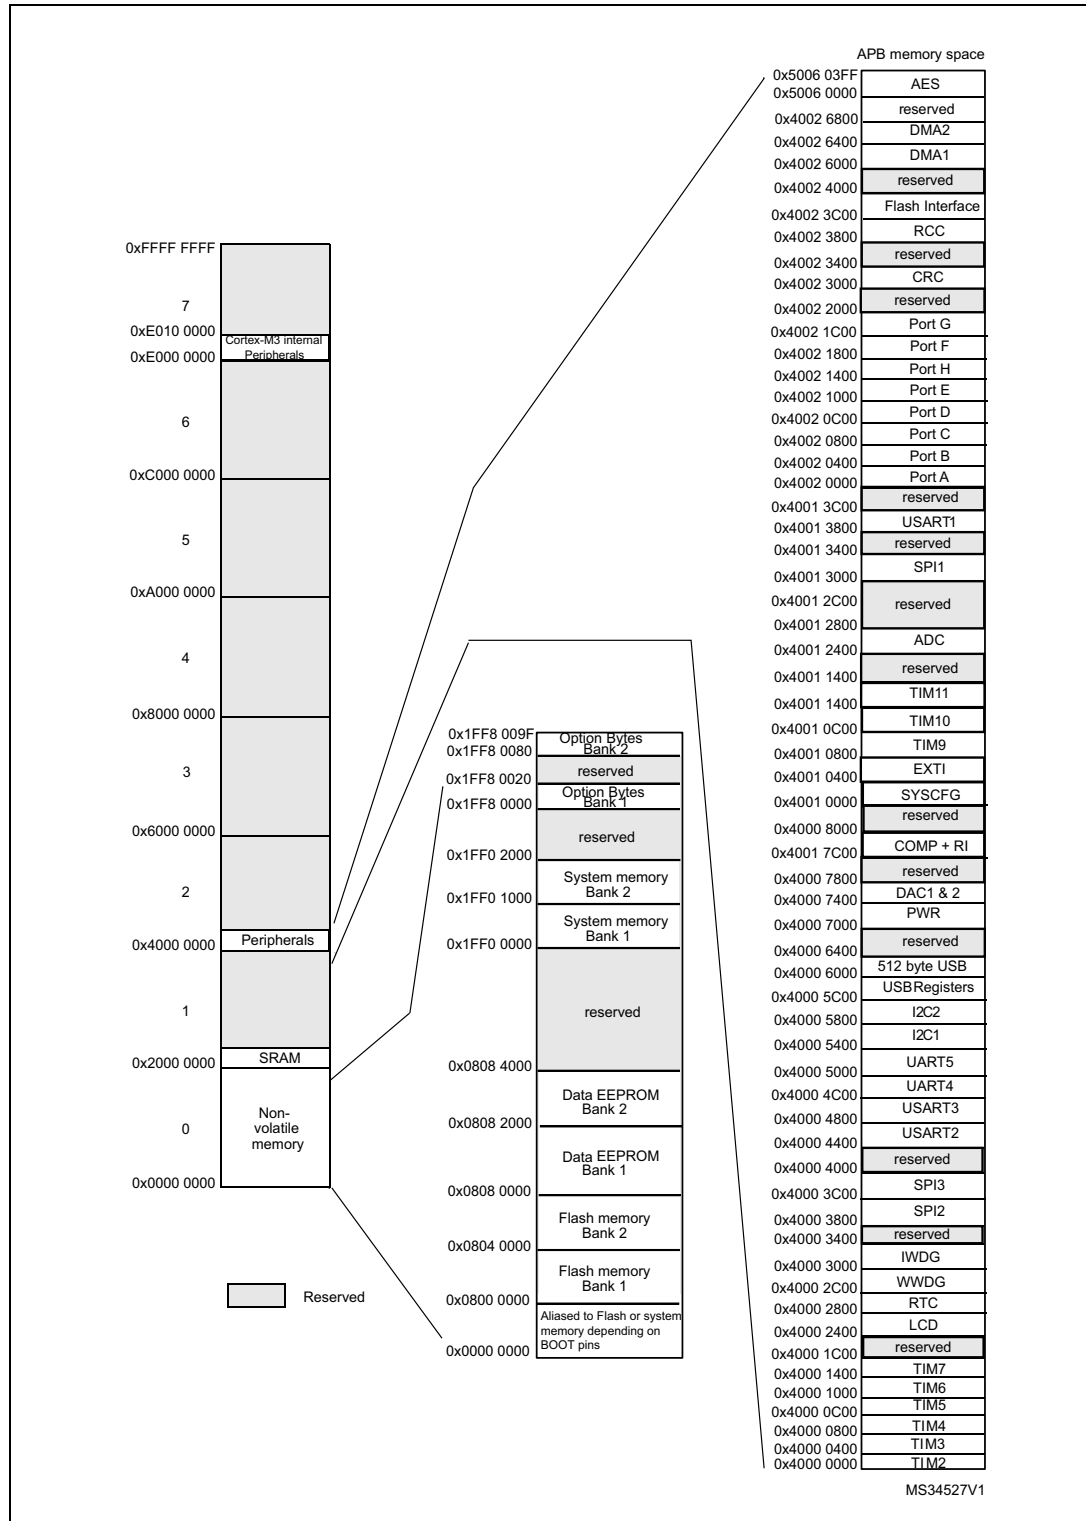 APB memory space
0x5006 03FF
AES
0x5006 0000
reserved
0x4002 6800
DMA2
0x4002 6400
DMA1
0x4002 6000
reserved
0x4002 4000
Flash Interface
0x4002 3C00
RCC
0x4002 3800
reserved
0x4002 3400
CRC
0x4002 3000
reserved
0x4002 2000
Port G
0x4002 1C00
Port F
0x4002 1800
Port H
0x4002 1400
Port E
0x4002 1000
Port D
0x4002 0C00
Port C
0x4002 0800
Port B
0x4002 0400
Port A
0x4002 0000
reserved
0x4001 3C00
USART1
0x4001 3800
reserved
0x4001 3400
SPI1
0x4001 3000
reserved
0x4001 2C00
0x4001 2800
ADC
0x4001 2400
reserved
0x4001 1400
TIM11
0x4001 1400
TIM10
0x4001 0C00
TIM9
0x4001 0800
EXTI
0x4001 0400
SYSCFG
0x4001 0000
reserved
0x4000 8000
COMP + RI
0x4001 7C00
reserved
0x4000 7800
DAC1 & 2
0x4000 7400
PWR
0x4000 7000
reserved
0x4000 6400
512 byte USB
0x4000 6000
USB Registers
0x4000 5C00
I2C2
0x4000 5800
I2C1
0x4000 5400
UART5
0x4000 5000
UART4
0x4000 4C00
USART3
0x4000 4800
USART2
0x4000 4400
reserved
0x4000 4000
SPI3
0x4000 3C00
SPI2
0x4000 3800
reserved
0x4000 3400
IWDG
0x4000 3000
WWDG
0x4000 2C00
RTC
0x4000 2800
LCD
0x4000 2400
reserved
0x4000 1C00
TIM7
0x4000 1400
TIM6
0x4000 1000
TIM5
0x4000 0C00
TIM4
0x4000 0800
TIM3
0x4000 0400
TIM2
0x4000 0000
0xFFFF FFFF
7
0xE010 0000
Cortex-M3 internal
Peripherals
0xE000 0000
6
0xC000 0000
5
0xA000 0000
4
0x8000 0000
3
0x6000 0000
2
Peripherals
0x4000 0000
1
SRAM
0x2000 0000
Non-
volatile
memory
0
0x0000 0000
Reserved
0x1FF8 009F
Option Bytes
Bank 2
0x1FF8 0080
reserved
0x1FF8 0020
Option Bytes
Bank 1
0x1FF8 0000
reserved
0x1FF0 2000
System memory
Bank 2
0x1FF0 1000
System memory
Bank 1
0x1FF0 0000
reserved
0x0808 4000
Data EEPROM
Bank 2
0x0808 2000
Data EEPROM
Bank 1
0x0808 0000
Flash memory
Bank 2
0x0804 0000
Flash memory
Bank 1
0x0800 0000
Aliased to Flash or system
memory depending on
BOOT pins
0x0000 0000
MS34527V1